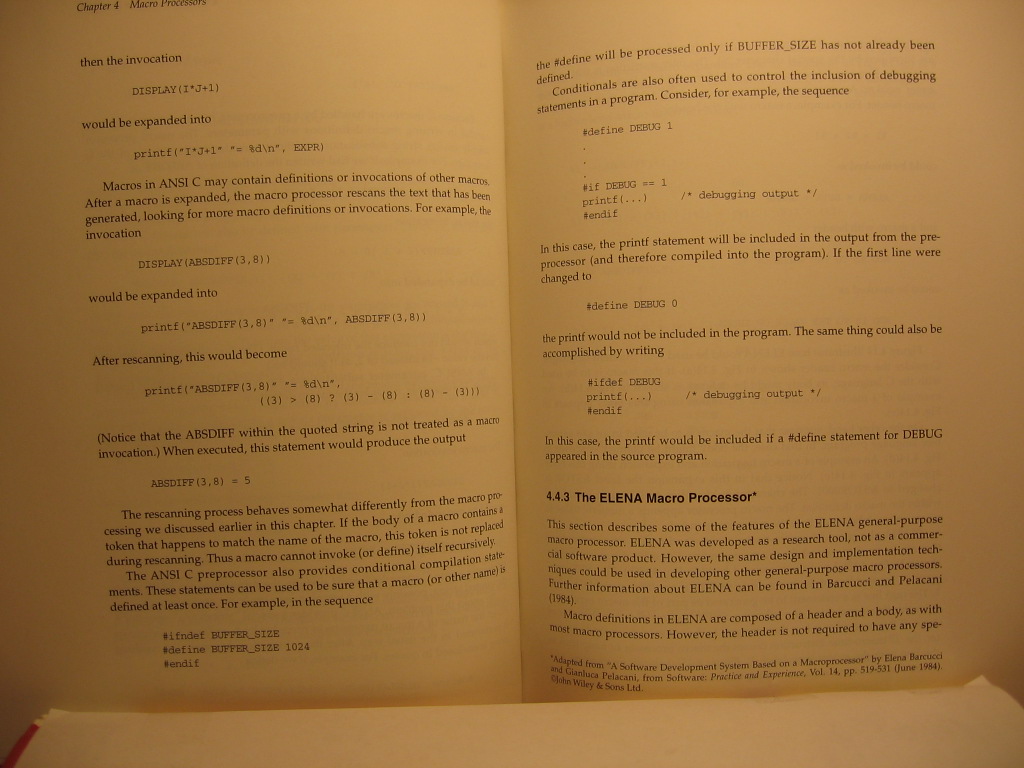 Chapter 4 Macro Processors
then the invocation
DISPLAY(I*J+1)
would be expanded into
printf("I*J+1" "= %d\n", EXPR)
Macros in ANSI C may contain definitions or invocations of other macros.
After a macro is expanded, the macro processor rescans the text that has been
generated, looking for more macro definitions or invocations. For example, the
invocation
DISPLAY(ABSDIFF(3,8))
would be expanded into
printf("ABSDIFF(3,8)" "= %d\n", ABSDIFF(3,8))
After rescanning, this would become
printf("ABSDIFF(3,8)" "= %d\n",
((3) > (8) ? (3) - (8) : (8) - (3)))
(Notice that the ABSDIFF within the quoted string is not treated as a macro
invocation.) When executed, this statement would produce the output
ABSDIFF(3,8) = 5
The rescanning process behaves somewhat differently from the macro pro-
cessing we discussed earlier in this chapter. If the body of a macro contains a
token that happens to match the name of the macro, this token is not replaced
during rescanning. Thus a macro cannot invoke (or define) itself recursively.
The ANSI C preprocessor also provides conditional compilation state-
ments. These statements can be used to be sure that a macro (or other name) is
defined at least once. For example, in the sequence
#ifndef BUFFER_SIZE
#define BUFFER_SIZE 1024
#endif
the #define will be processed only if BUFFER_SIZE has not already been
defined.
Conditionals are also often used to control the inclusion of debugging
statements in a program. Consider, for example, the sequence
#define DEBUG 1
.
.
.
#if DEBUG == 1
printf(...) /* debugging output */
#endif
In this case, the printf statement will be included in the output from the pre-
processor (and therefore compiled into the program). If the first line were
changed to
#define DEBUG 0
the printf would not be included in the program. The same thing could also be
accomplished by writing
#ifdef DEBUG
printf(...) /* debugging output */
#endif
In this case, the printf would be included if a #define statement for DEBUG
appeared in the source program.
4.4.3 The ELENA Macro Processor*
This section describes some of the features of the ELENA general-purpose
macro processor. ELENA was developed as a research tool, not as a commer-
cial software product. However, the same design and implementation tech-
niques could be used in developing other general-purpose macro processors.
Further information about ELENA can be found in Barcucci and Pelacani
(1984).
Macro definitions in ELENA are composed of a header and a body, as with
most macro processors. However, the header is not required to have any spe-
*Adapted from "A Software Development System Based on a Macroprocessor" by Elena Barcucci
and Gianluca Pelacani, from Software: Practice and Experience, Vol. 14, pp. 519-531 (June 1984).
©John Wiley & Sons Ltd.